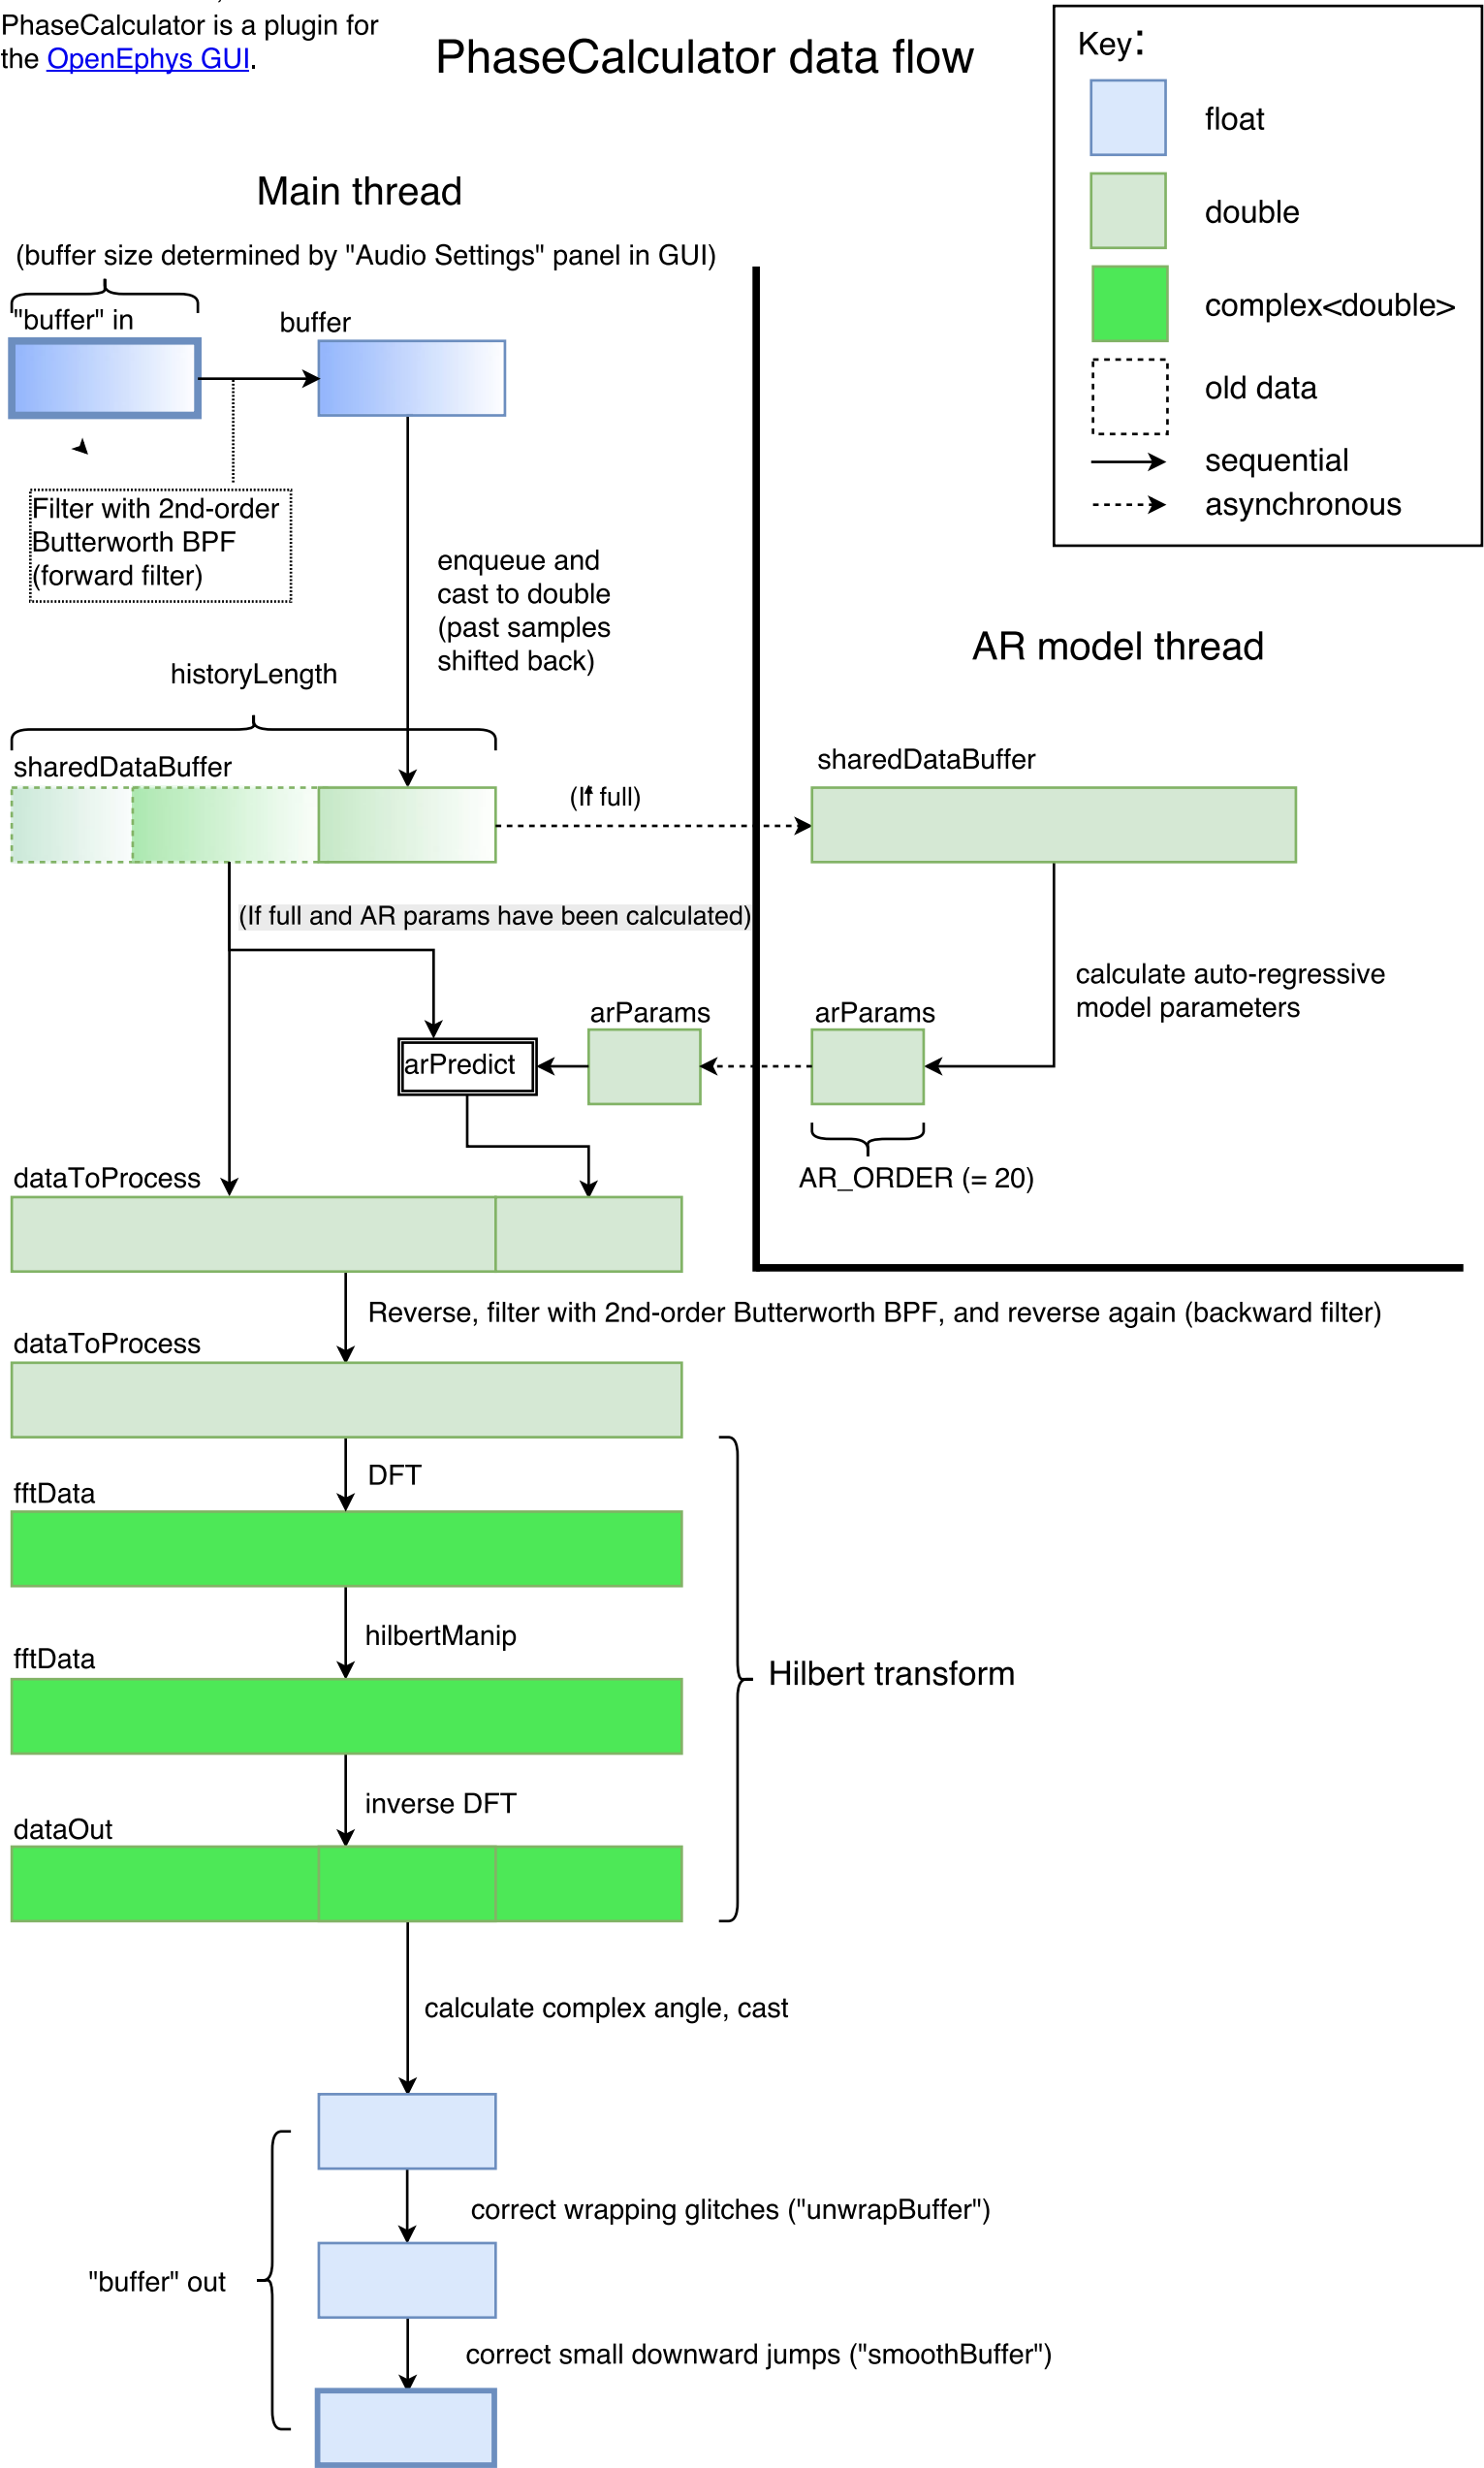 PhaseCalculator is a plugin for
the OpenEphys GUI.
PhaseCalculator data flow
Key:
float
double
complex<double>
old data
sequential
asynchronous
Main thread
(buffer size determined by "Audio Settings" panel in GUI)
"buffer" in
buffer
Filter with 2nd-order
Butterworth BPF
(forward filter)
enqueue and
cast to double
(past samples
shifted back)
historyLength
AR model thread
sharedDataBuffer
(If full)
sharedDataBuffer
(If full and AR params have been calculated)
calculate auto-regressive
model parameters
arParams
arParams
arPredict
AR_ORDER (= 20)
dataToProcess
Reverse, filter with 2nd-order Butterworth BPF, and reverse again (backward filter)
dataToProcess
DFT
fftData
hilbertManip
fftData
Hilbert transform
inverse DFT
dataOut
calculate complex angle, cast
correct wrapping glitches ("unwrapBuffer")
"buffer" out
correct small downward jumps ("smoothBuffer")